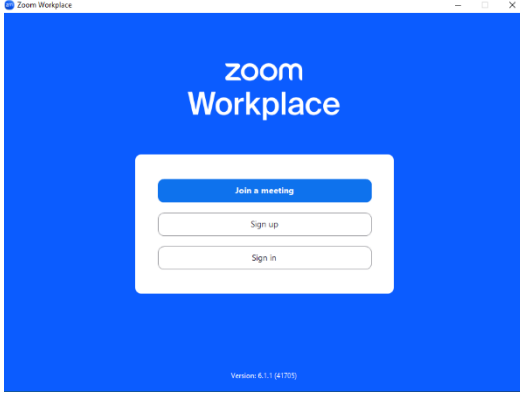 Zoom Workplace
zoom
Workplace
Join a meeting
Sign up
Sign in
Version: 6.1.1 (41705)